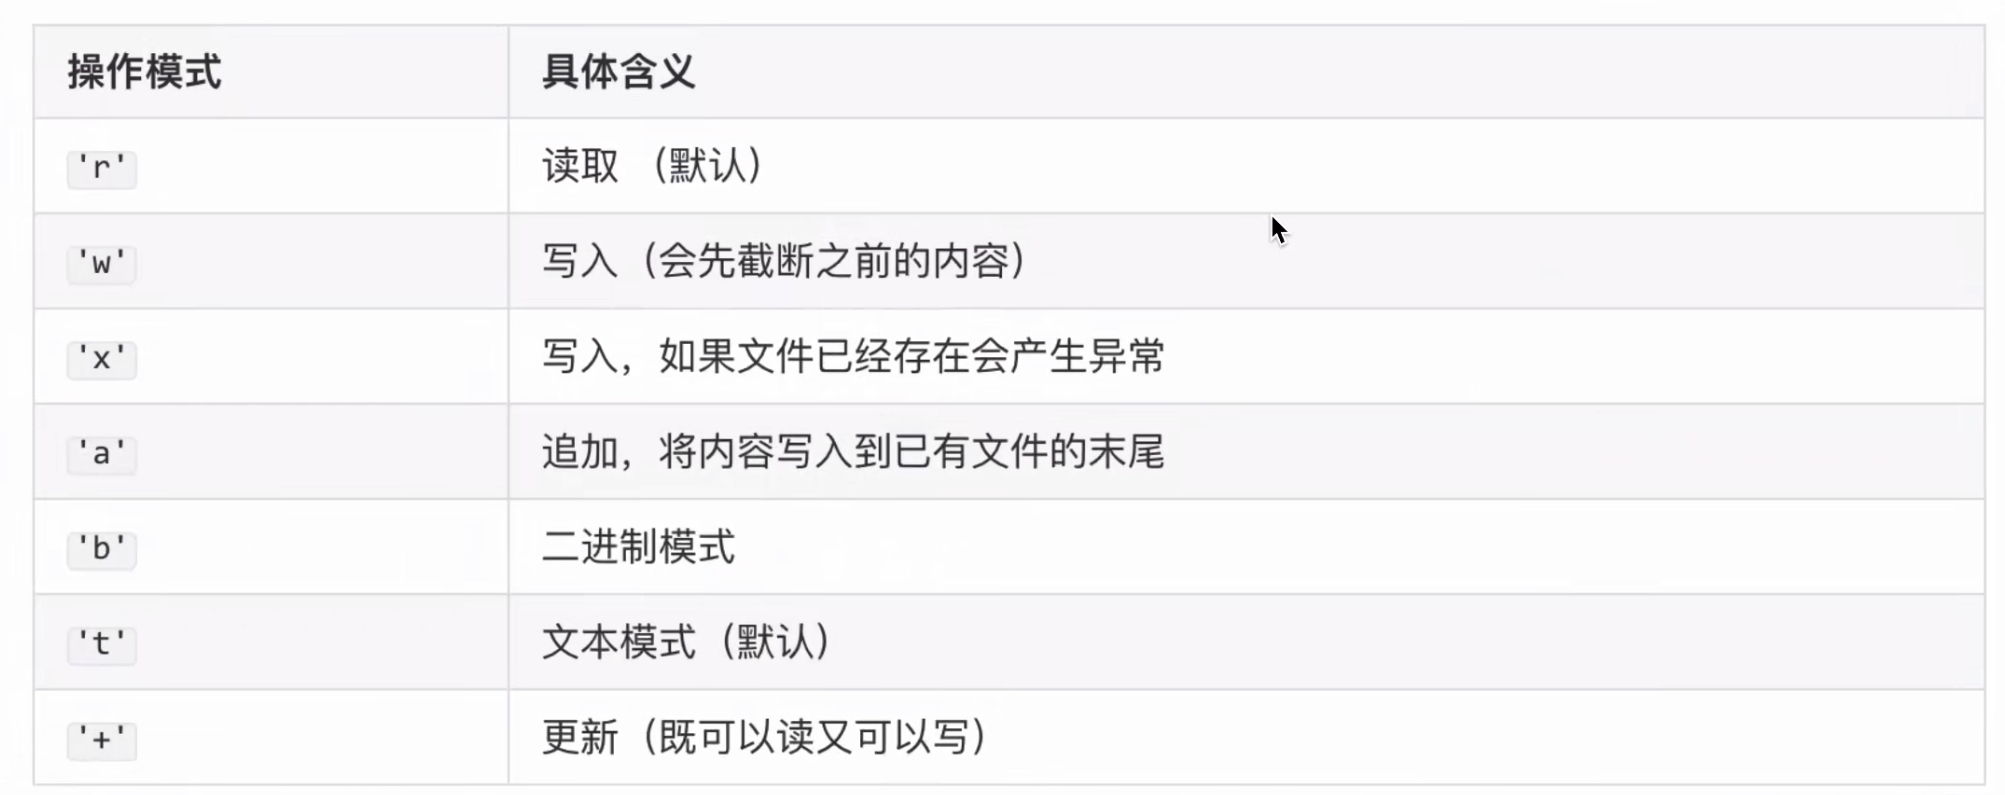 操作模式 具体含义
'r' 读取 （默认）
'w' 写入（会先截断之前的内容）
'x' 写入，如果文件已经存在会产生异常
'a' 追加，将内容写入到已有文件的末尾
'b' 二进制模式
't' 文本模式（默认）
'+' 更新（既可以读又可以写）